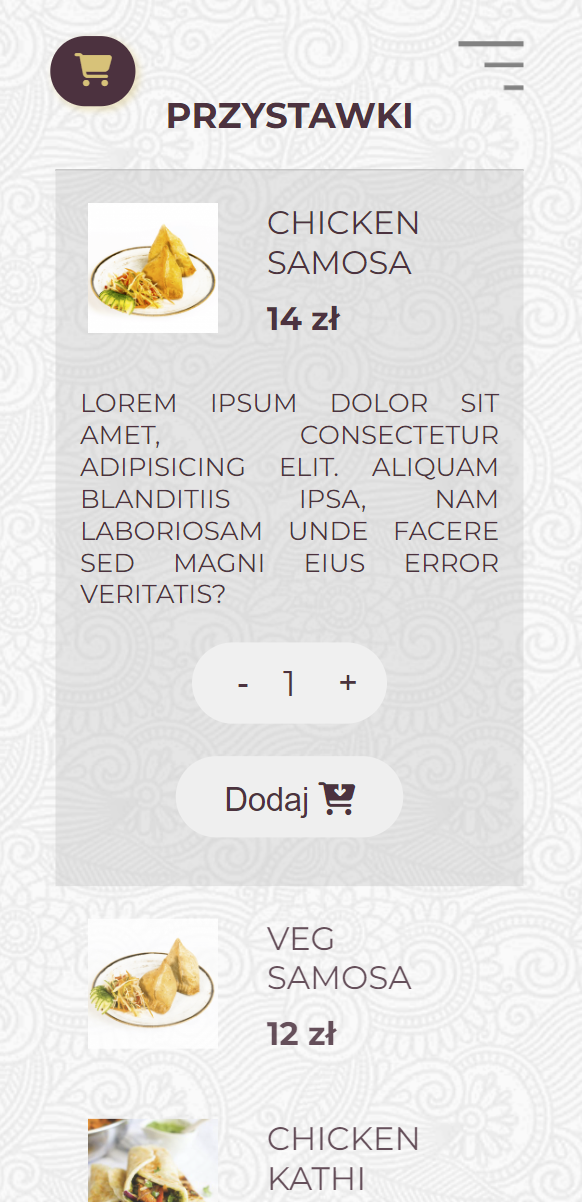 PRZYSTAWKI
CHICKEN
SAMOSA
14 zł
LOREM IPSUM DOLOR SIT
AMET, CONSECTETUR
ADIPISICING ELIT. ALIQUAM
BLANDITIIS IPSA, NAM
LABORIOSAM UNDE FACERE
SED MAGNI EIUS ERROR
VERITATIS?
- 1 +
Dodaj
VEG
SAMOSA
12 zł
CHICKEN
KATHI